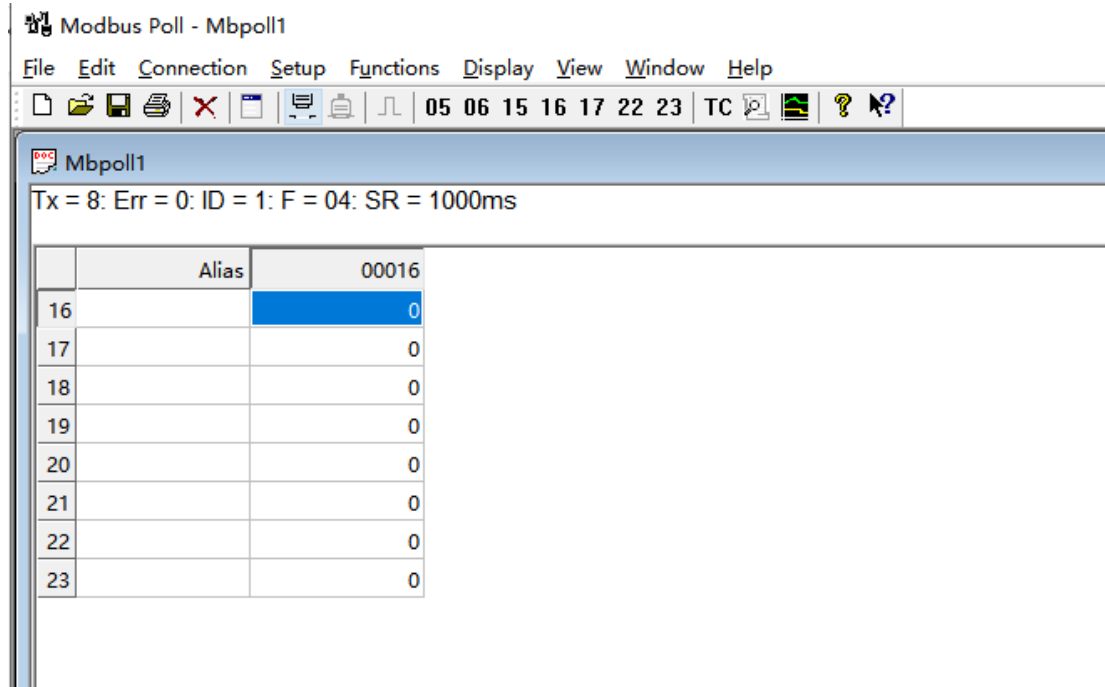 Modbus Poll - Mbpoll1
File Edit Connection Setup Functions Display View Window Help
05 06 15 16 17 22 23 TC
Mbpoll1
Tx = 8: Err = 0: ID = 1: F = 04: SR = 1000ms
Alias 00016
16 0
17 0
18 0
19 0
20 0
21 0
22 0
23 0